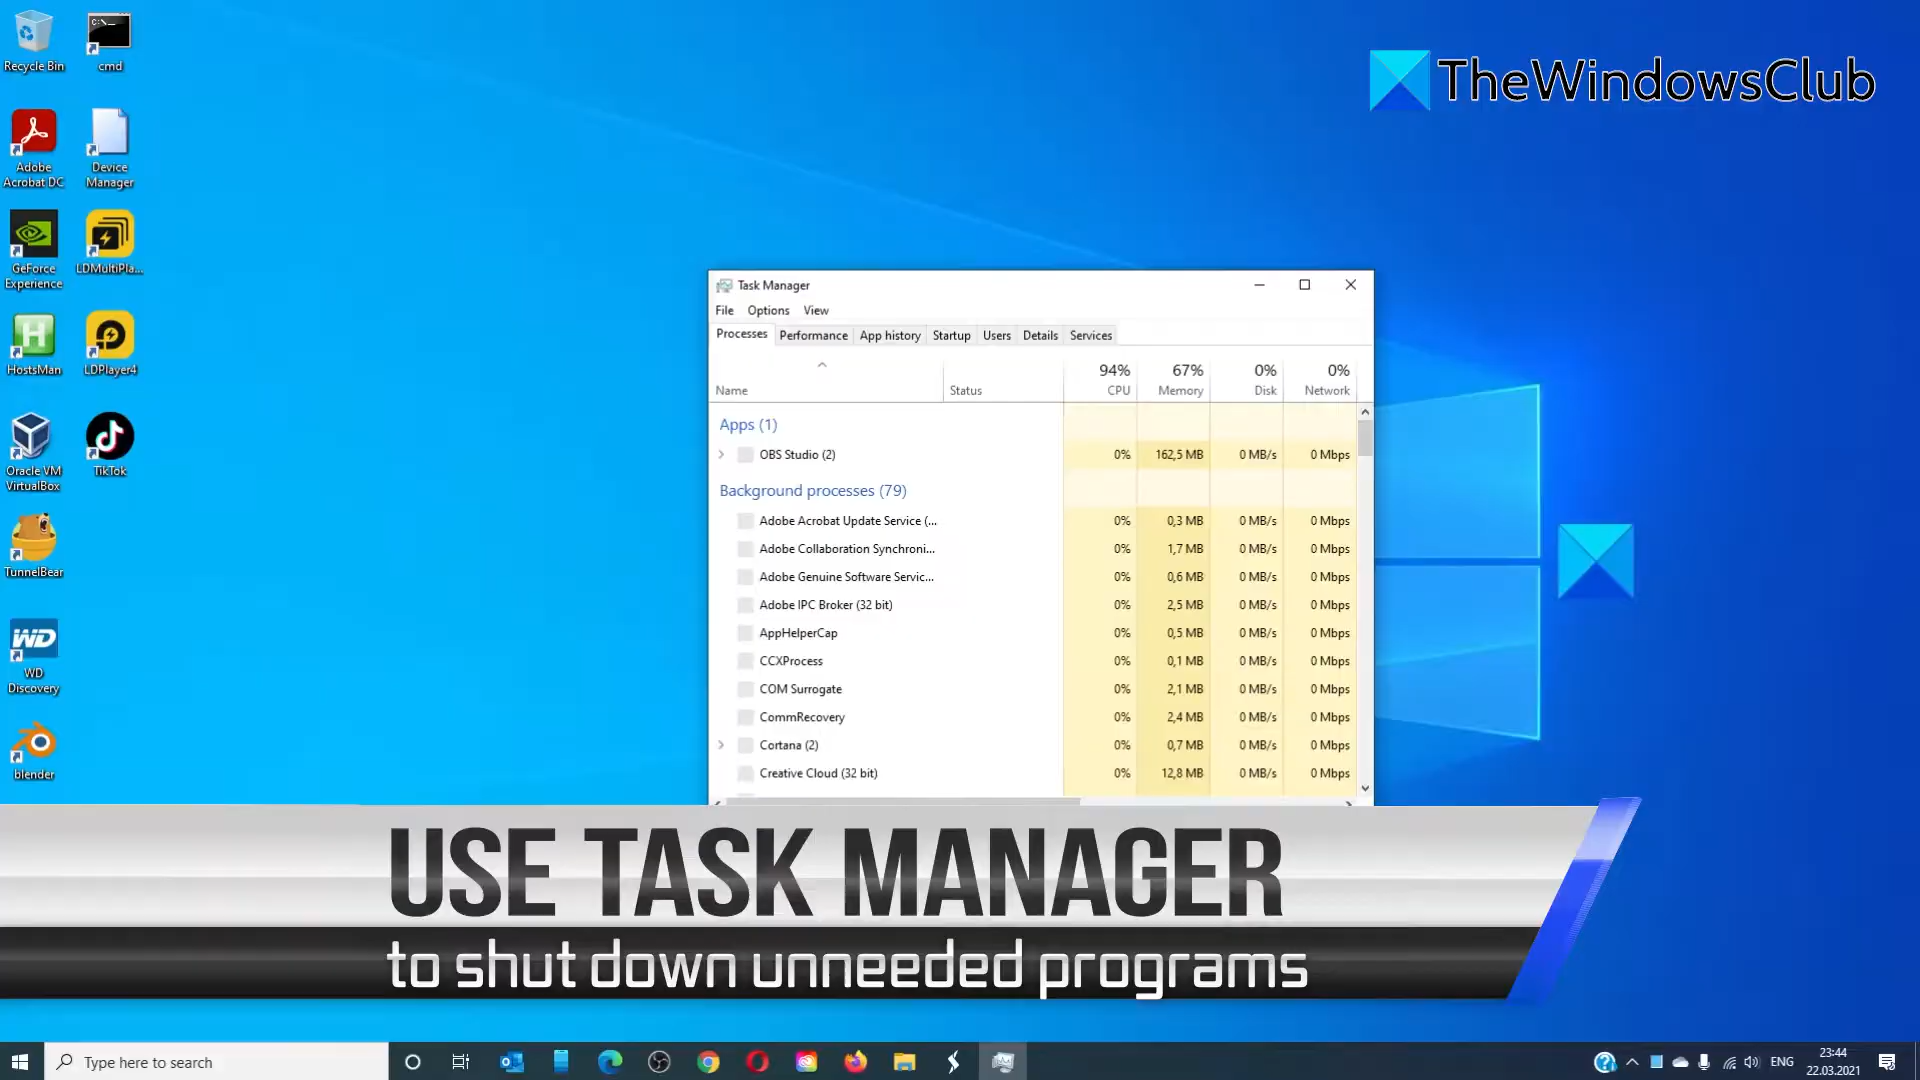 Recycle Bin
C:\
cmd
TheWindowsClub
Adobe Acrobat DC
Device Manager
GeForce Experience
LDMultiPla...
H
HostsMan
LDPlayer4
Oracle VM VirtualBox
TikTok
TunnelBear
WD
WD Discovery
blender
Task Manager
File Options View
Processes Performance App history Startup Users Details Services
94% 67% 0% 0%
Name Status CPU Memory Disk Network
Apps (1)
OBS Studio (2) 0% 162,5 MB 0 MB/s 0 Mbps
Background processes (79)
Adobe Acrobat Update Service (... 0% 0,3 MB 0 MB/s 0 Mbps
Adobe Collaboration Synchroni... 0% 1,7 MB 0 MB/s 0 Mbps
Adobe Genuine Software Servic... 0% 0,6 MB 0 MB/s 0 Mbps
Adobe IPC Broker (32 bit) 0% 2,5 MB 0 MB/s 0 Mbps
AppHelperCap 0% 0,5 MB 0 MB/s 0 Mbps
CCXProcess 0% 0,1 MB 0 MB/s 0 Mbps
COM Surrogate 0% 2,1 MB 0 MB/s 0 Mbps
CommRecovery 0% 2,4 MB 0 MB/s 0 Mbps
Cortana (2) 0% 0,7 MB 0 MB/s 0 Mbps
Creative Cloud (32 bit) 0% 12,8 MB 0 MB/s 0 Mbps
USE TASK MANAGER
to shut down unneeded programs
Type here to search
ENG
23:44
22.03.2021